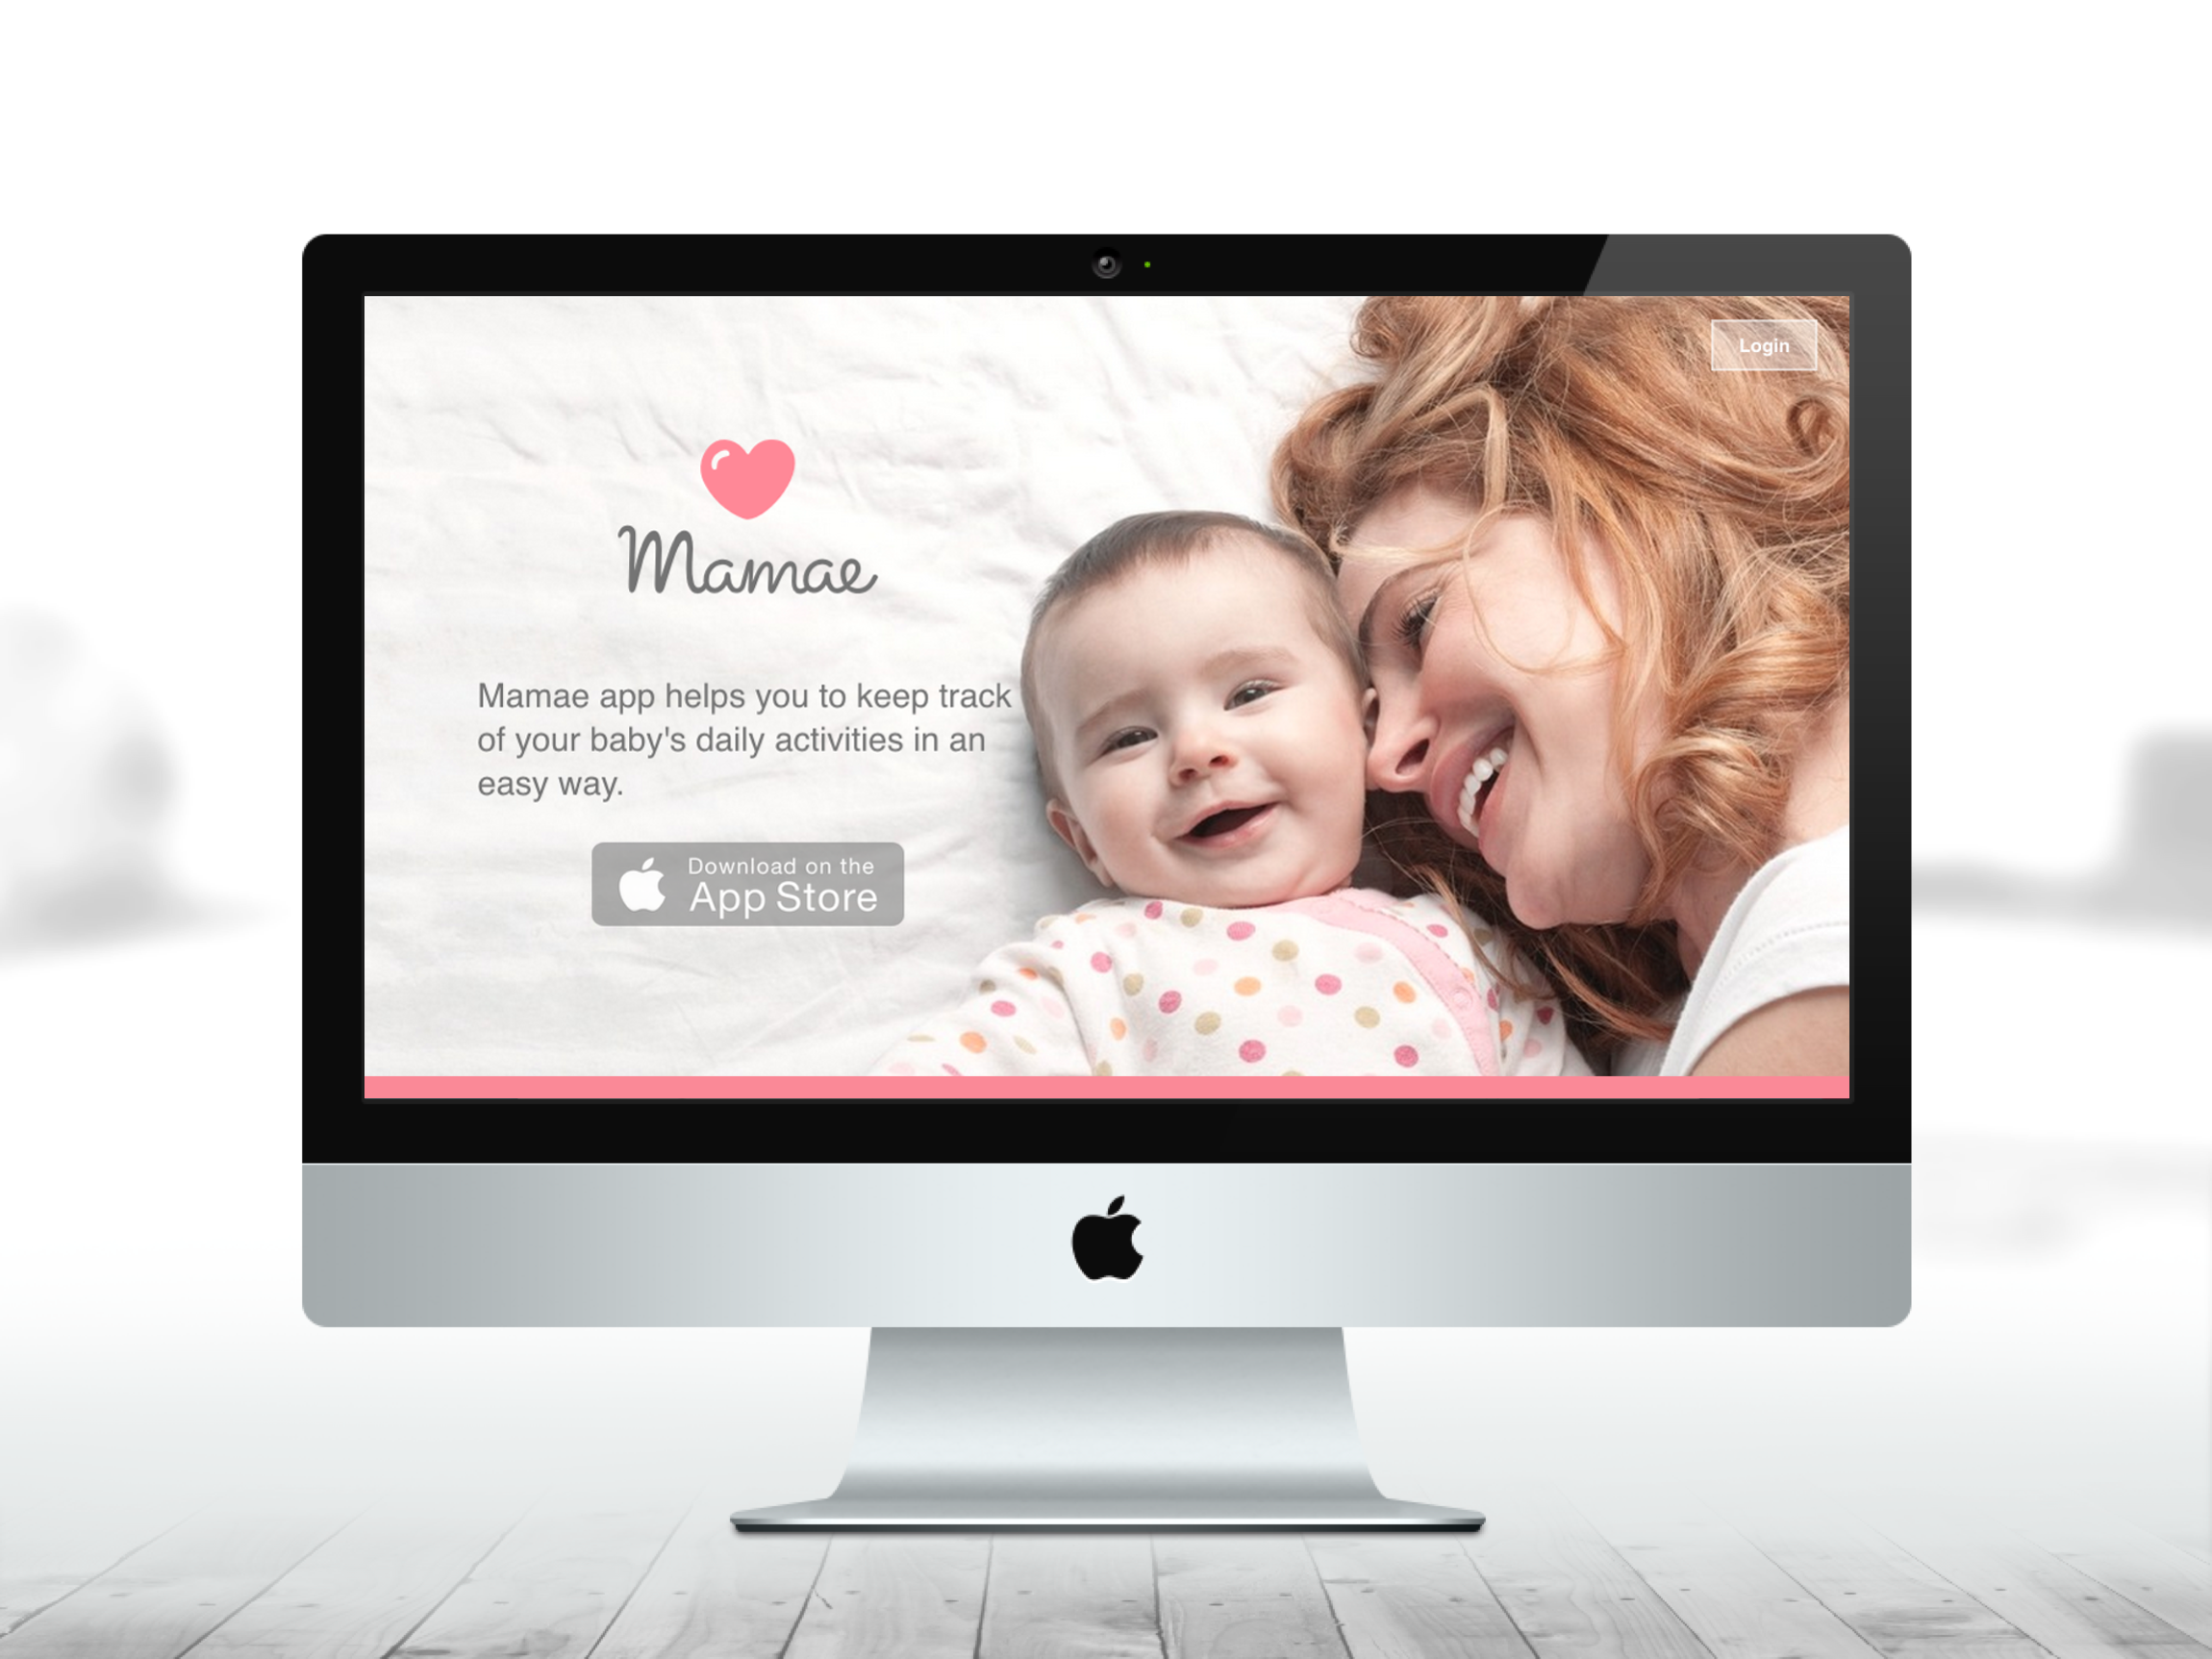 Login
Mamae
Mamae app helps you to keep track
of your baby's daily activities in an
easy way.
Download on the
App Store